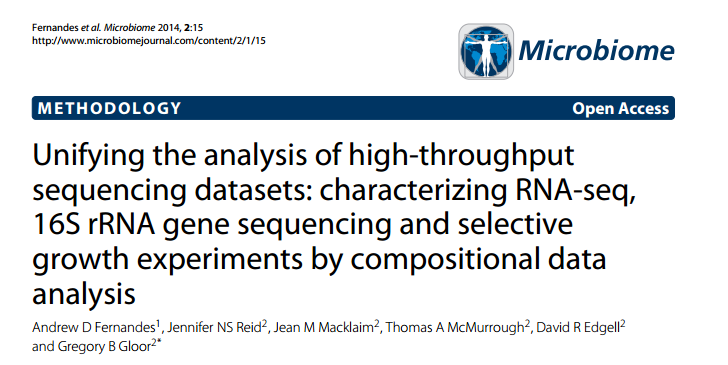 Fernandes et al. Microbiome 2014, 2:15
http://www.microbiomejournal.com/content/2/1/15
Microbiome
METHODOLOGY Open Access
Unifying the analysis of high-throughput
sequencing datasets: characterizing RNA-seq,
16S rRNA gene sequencing and selective
growth experiments by compositional data
analysis
Andrew D Fernandes1, Jennifer NS Reid2, Jean M Macklaim2, Thomas A McMurrough2, David R Edgell2
and Gregory B Gloor2*